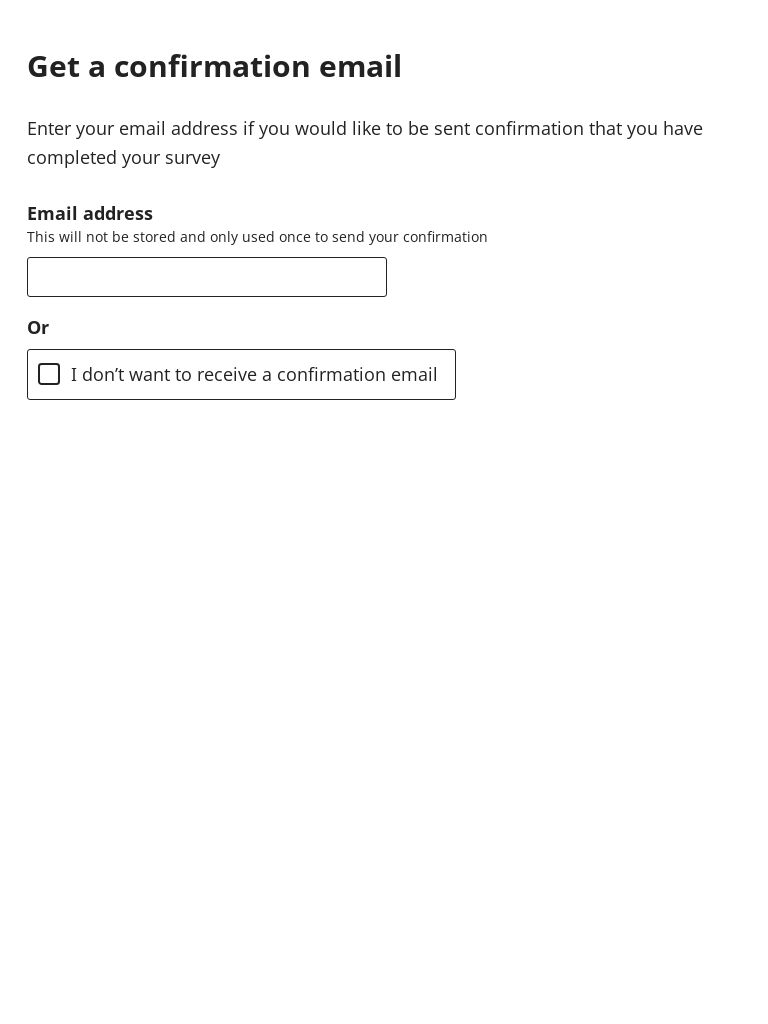 Get a confirmation email
Enter your email address if you would like to be sent confirmation that you have
completed your survey
Email address
This will not be stored and only used once to send your confirmation
Or
I don’t want to receive a confirmation email